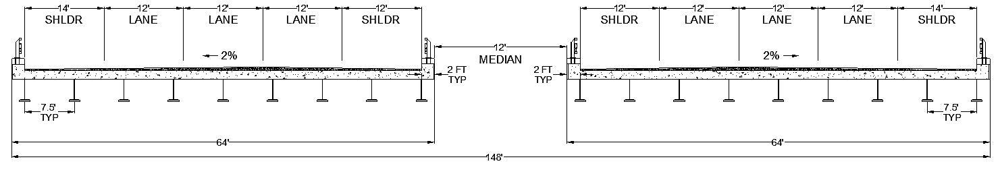 14' 12' 12' 12' 12' 12' 12' 12' 12' 14'
SHLDR LANE LANE LANE SHLDR SHLDR LANE LANE LANE SHLDR
12'
MEDIAN
2% 2%
2 FT 2 FT
TYP TYP
7.5' 7.5'
TYP TYP
64' 64'
148'